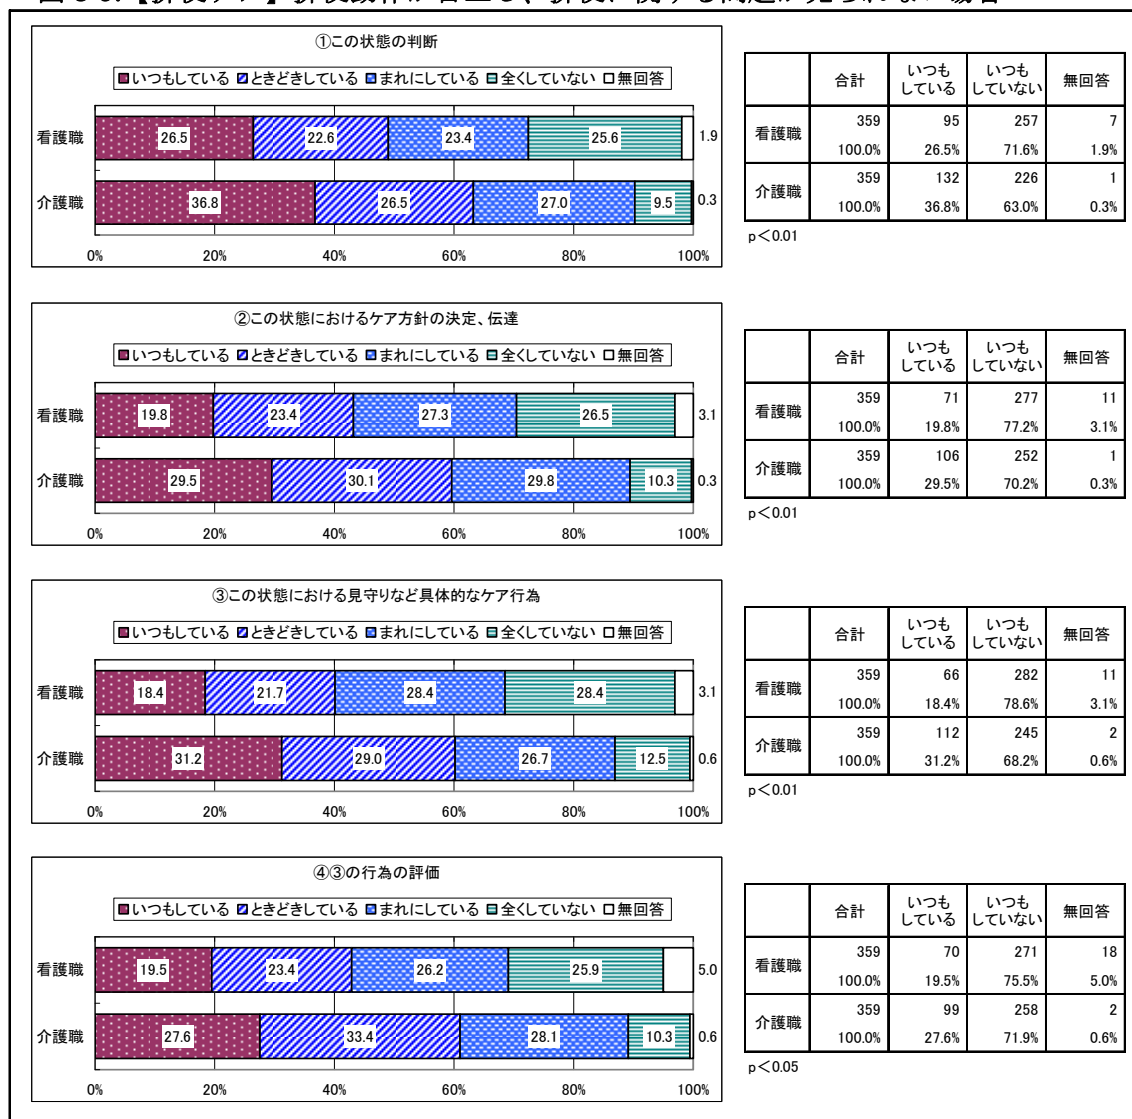 ①この状態の判断
いつもしている ときどきしている まれにしている 全くしていない 無回答
看護職 26.5 22.6 23.4 25.6 1.9
介護職 36.8 26.5 27.0 9.5 0.3
0% 20% 40% 60% 80% 100%
合計 いつもしている いつもしていない 無回答
看護職 359 95 257 7
100.0% 26.5% 71.6% 1.9%
介護職 359 132 226 1
100.0% 36.8% 63.0% 0.3%
p<0.01
②この状態におけるケア方針の決定、伝達
いつもしている ときどきしている まれにしている 全くしていない 無回答
看護職 19.8 23.4 27.3 26.5 3.1
介護職 29.5 30.1 29.8 10.3 0.3
0% 20% 40% 60% 80% 100%
合計 いつもしている いつもしていない 無回答
看護職 359 71 277 11
100.0% 19.8% 77.2% 3.1%
介護職 359 106 252 1
100.0% 29.5% 70.2% 0.3%
p<0.01
③この状態における見守りなど具体的なケア行為
いつもしている ときどきしている まれにしている 全くしていない 無回答
看護職 18.4 21.7 28.4 28.4 3.1
介護職 31.2 29.0 26.7 12.5 0.6
0% 20% 40% 60% 80% 100%
合計 いつもしている いつもしていない 無回答
看護職 359 66 282 11
100.0% 18.4% 78.6% 3.1%
介護職 359 112 245 2
100.0% 31.2% 68.2% 0.6%
p<0.01
④③の行為の評価
いつもしている ときどきしている まれにしている 全くしていない 無回答
看護職 19.5 23.4 26.2 25.9 5.0
介護職 27.6 33.4 28.1 10.3 0.6
0% 20% 40% 60% 80% 100%
合計 いつもしている いつもしていない 無回答
看護職 359 70 271 18
100.0% 19.5% 75.5% 5.0%
介護職 359 99 258 2
100.0% 27.6% 71.9% 0.6%
p<0.05